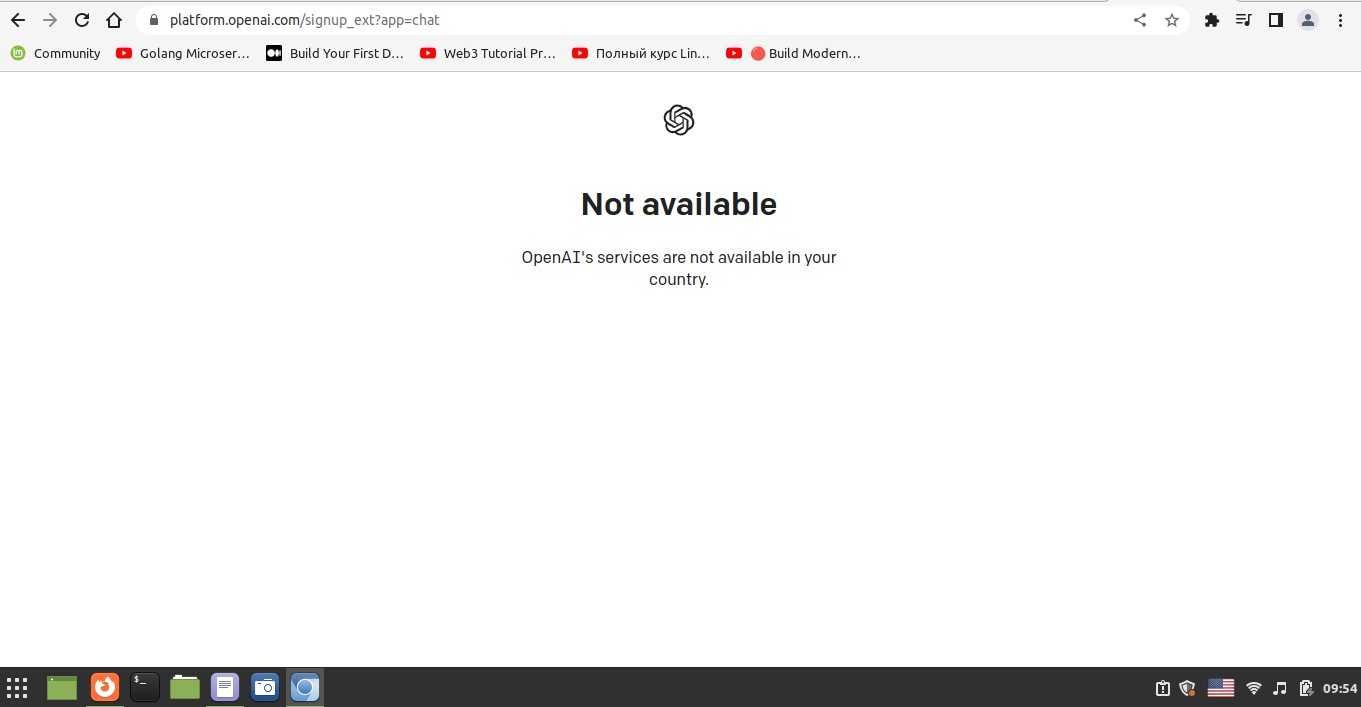 platform.openai.com/signup_ext?app=chat
Community
Golang Microser...
Build Your First D...
Web3 Tutorial Pr...
Полный курс Lin...
Build Modern...
Not available
OpenAI's services are not available in your
country.
$_
09:54